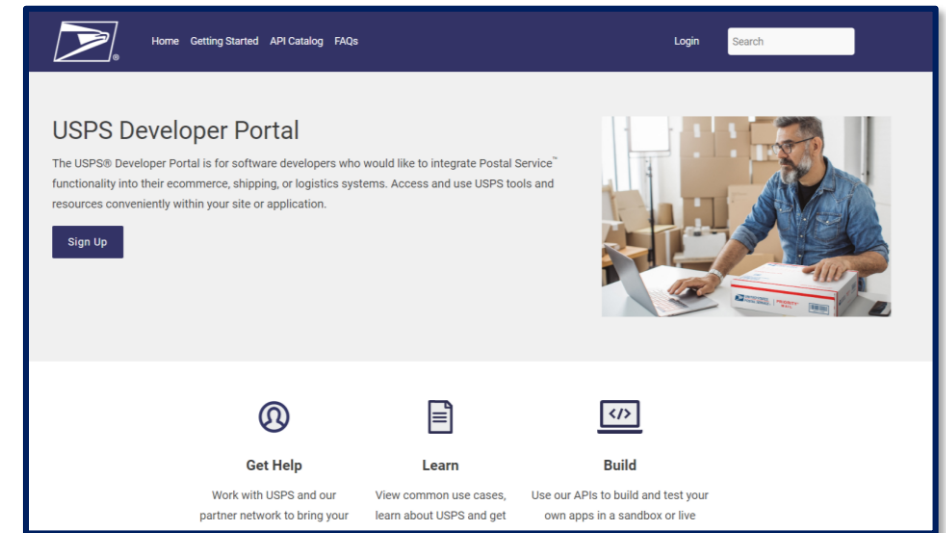 Home Getting Started API Catalog FAQs Login Search
USPS Developer Portal
The USPS® Developer Portal is for software developers who would like to integrate Postal Service™
functionality into their ecommerce, shipping, or logistics systems. Access and use USPS tools and
resources conveniently within your site or application.
Sign Up
PRIORITY
Get Help
Work with USPS and our
partner network to bring your
Learn
View common use cases,
learn about USPS and get
Build
Use our APIs to build and test your
own apps in a sandbox or live